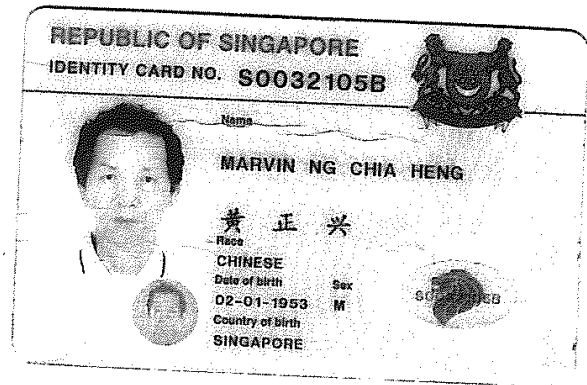 REPUBLIC OF SINGAPORE
IDENTITY CARD NO. S0032105B
Name
MARVIN NG CHIA HENG
黄 正 兴
Race
CHINESE
Date of birth Sex
02-01-1953 M
Country of birth
SINGAPORE